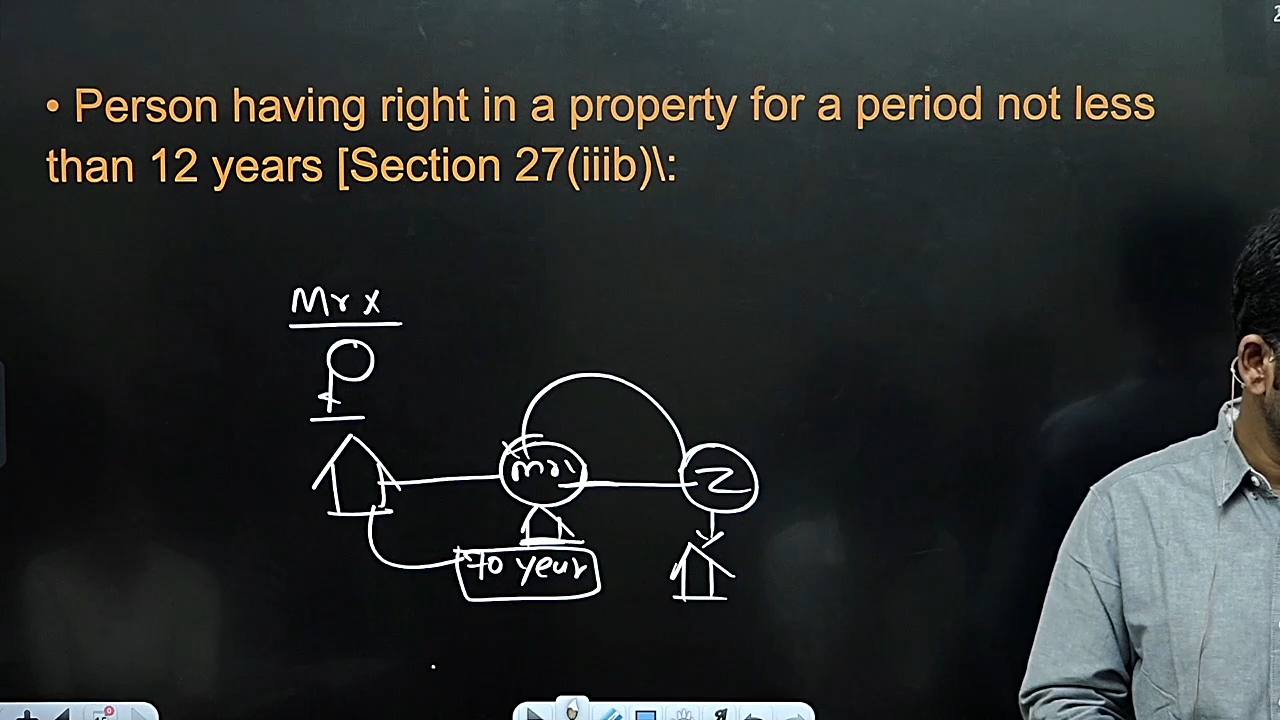 • Person having right in a property for a period not less
than 12 years [Section 27(iiib)\:
Mr X
Z
70 year